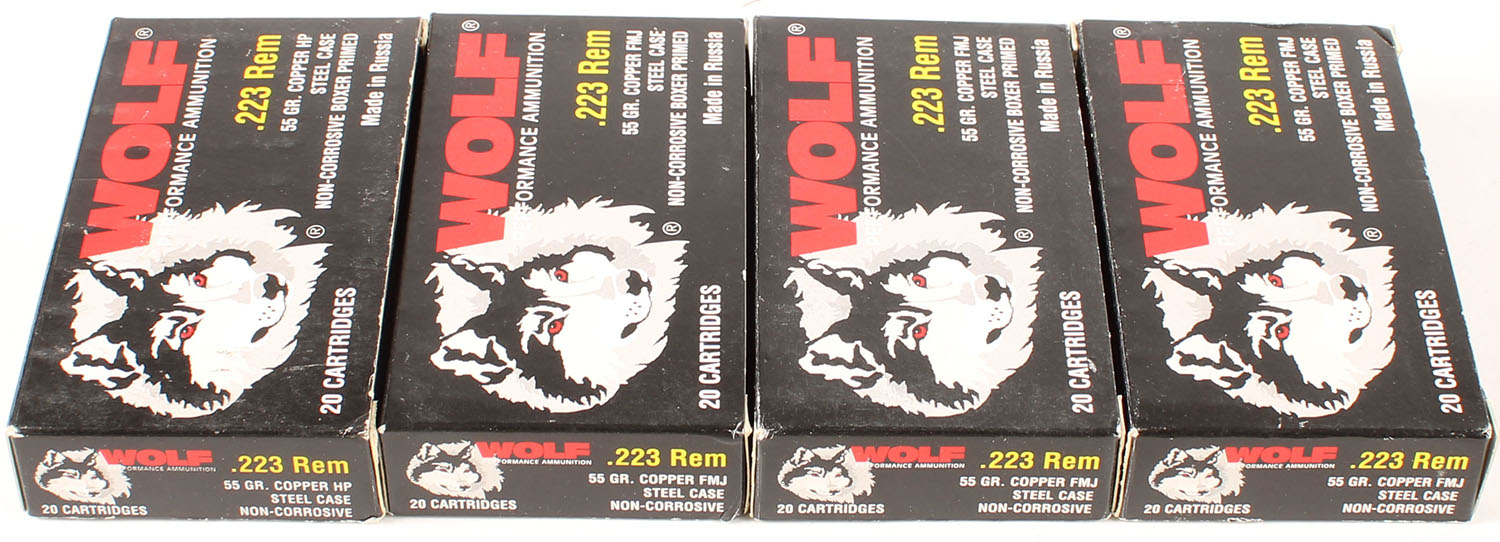 WOLF®
PERFORMANCE AMMUNITION
.223 Rem
55 GR. COPPER HP
STEEL CASE
NON-CORROSIVE BOXER PRIMED
Made in Russia
®
20 CARTRIDGES
WOLF
FORMANCE AMMUNITION
.223 Rem
55 GR. COPPER HP
STEEL CASE
NON-CORROSIVE
20 CARTRIDGES
WOLF®
PERFORMANCE AMMUNITION
.223 Rem
55 GR. COPPER FMJ
STEEL CASE
NON-CORROSIVE BOXER PRIMED
Made in Russia
®
20 CARTRIDGES
WOLF
FORMANCE AMMUNITION
.223 Rem
55 GR. COPPER FMJ
STEEL CASE
NON-CORROSIVE
20 CARTRIDGES
WOLF®
PERFORMANCE AMMUNITION
.223 Rem
55 GR. COPPER FMJ
STEEL CASE
NON-CORROSIVE BOXER PRIMED
Made in Russia
®
20 CARTRIDGES
WOLF
FORMANCE AMMUNITION
.223 Rem
55 GR. COPPER FMJ
STEEL CASE
NON-CORROSIVE
20 CARTRIDGES
WOLF®
PERFORMANCE AMMUNITION
.223 Rem
55 GR. COPPER FMJ
STEEL CASE
NON-CORROSIVE BOXER PRIMED
Made in Russia
®
20 CARTRIDGES
WOLF
FORMANCE AMMUNITION
.223 Rem
55 GR. COPPER FMJ
STEEL CASE
NON-CORROSIVE
20 CARTRIDGES